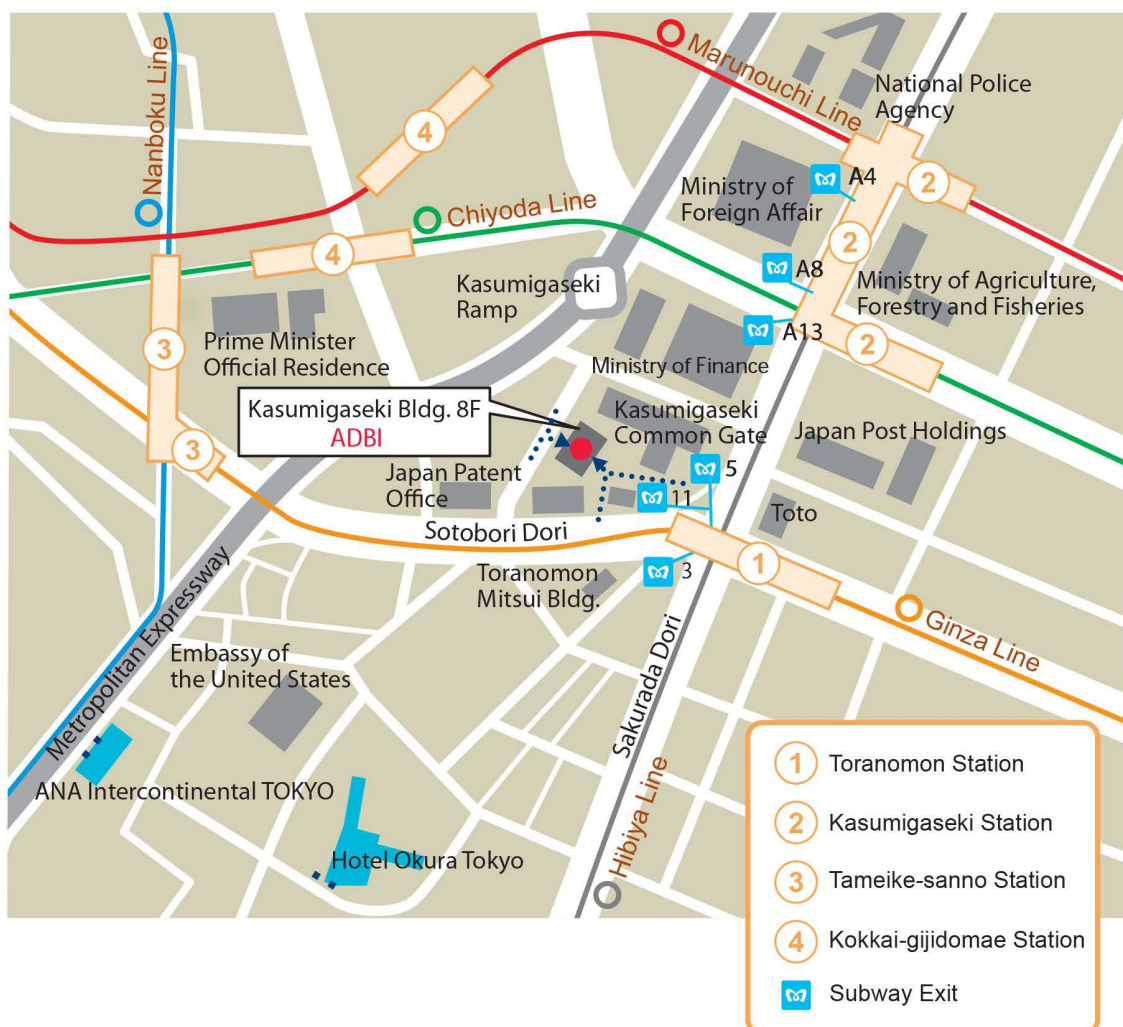 Nanboku Line
Marunouchi Line
National Police
Agency
4
A4
2
Ministry of
Foreign Affair
Chiyoda Line
2
4
A8
Kasumigaseki
Ramp
Ministry of Agriculture,
Forestry and Fisheries
A13
3
Prime Minister
Official Residence
2
Ministry of Finance
Kasumigaseki Bldg. 8F
ADBI
Kasumigaseki
Common Gate
Japan Post Holdings
3
Japan Patent
Office
5
11
Toto
Sotobori Dori
1
3
Toranomon
Mitsui Bldg.
Ginza Line
Metropolitan Expressway
Embassy of
the United States
Sakurada Dori
ANA Intercontinental TOKYO
Hibiya Line
Hotel Okura Tokyo
1 Toranomon Station
2 Kasumigaseki Station
3 Tameike-sanno Station
4 Kokkai-gijidomae Station
Subway Exit